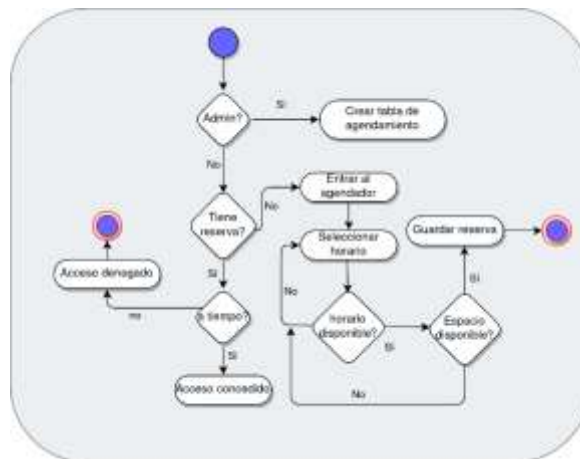 Admin?
Si
Crear tabla de
agendamiento
No
Tiene
reserva?
No
Entrar al
agendador
Seleccionar
horario
Guardar reserva
Acceso denegado
Si
no
a tiempo?
Si
Acceso concedido
No
horario
disponible?
Si
Espacio
disponible?
Si
No